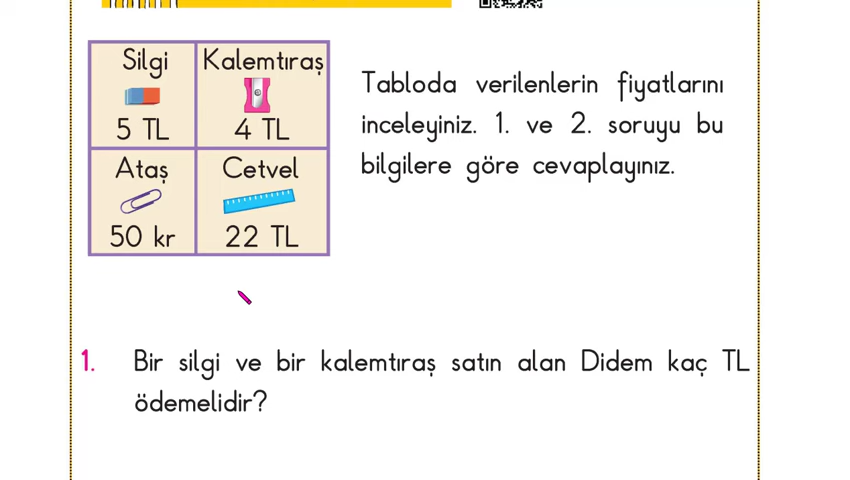 Silgi Kalemtıraş
5 TL 4 TL
Ataş Cetvel
50 kr 22 TL
Tabloda verilenlerin fiyatlarını
inceleyiniz. 1. ve 2. soruyu bu
bilgilere göre cevaplayınız.
1. Bir silgi ve bir kalemtıraş satın alan Didem kaç TL
ödemelidir?